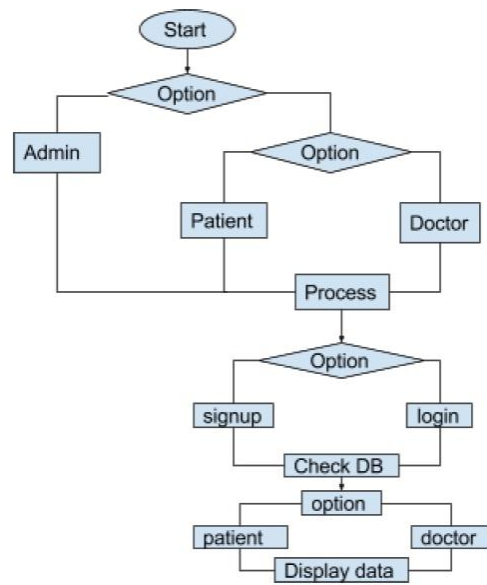 Start
Option
Admin
Option
Patient
Doctor
Process
Option
signup
login
Check DB
option
patient
doctor
Display data